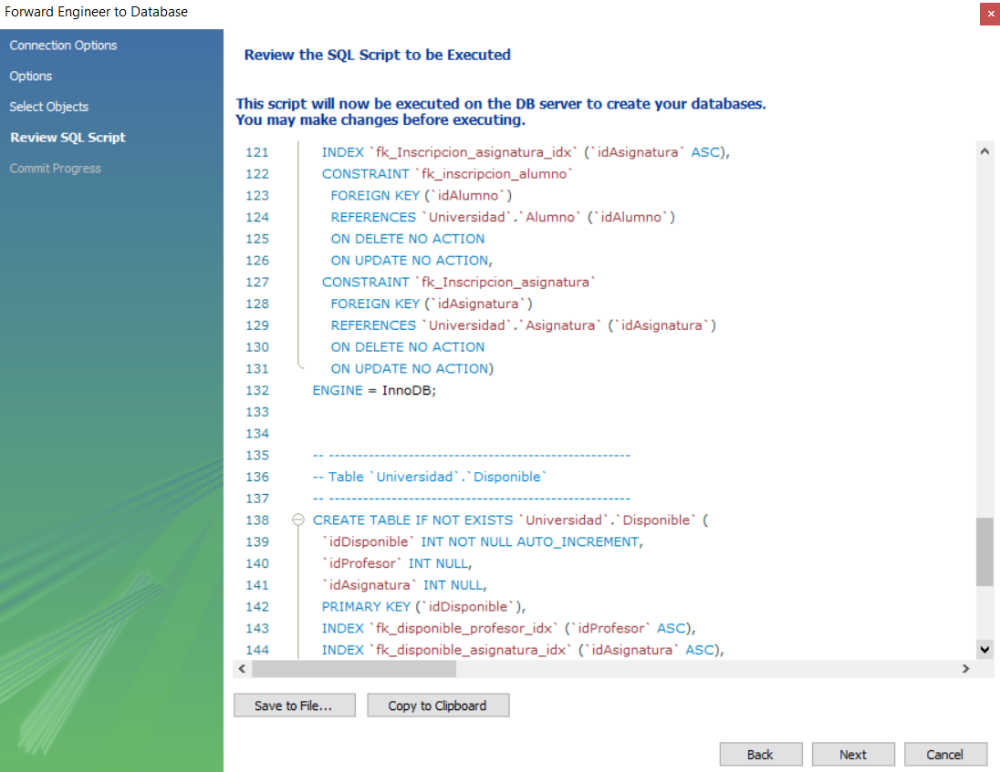 Forward Engineer to Database
Connection Options
Options
Select Objects
Review SQL Script
Commit Progress
Review the SQL Script to be Executed
This script will now be executed on the DB server to create your databases.
You may make changes before executing.
121 INDEX `fk_Inscripcion_asignatura_idx` (`idAsignatura` ASC),
122 CONSTRAINT `fk_inscripcion_alumno`
123 FOREIGN KEY (`idAlumno`)
124 REFERENCES `Universidad`.`Alumno` (`idAlumno`)
125 ON DELETE NO ACTION
126 ON UPDATE NO ACTION,
127 CONSTRAINT `fk_Inscripcion_asignatura`
128 FOREIGN KEY (`idAsignatura`)
129 REFERENCES `Universidad`.`Asignatura` (`idAsignatura`)
130 ON DELETE NO ACTION
131 ON UPDATE NO ACTION)
132 ENGINE = InnoDB;
133
134
135 -- -----------------------------------------------------
136 -- Table `Universidad`.`Disponible`
137 -- -----------------------------------------------------
138 CREATE TABLE IF NOT EXISTS `Universidad`.`Disponible` (
139 `idDisponible` INT NOT NULL AUTO_INCREMENT,
140 `idProfesor` INT NULL,
141 `idAsignatura` INT NULL,
142 PRIMARY KEY (`idDisponible`),
143 INDEX `fk_disponible_profesor_idx` (`idProfesor` ASC),
144 INDEX `fk_disponible_asignatura_idx` (`idAsignatura` ASC),
Save to File...
Copy to Clipboard
Back
Next
Cancel